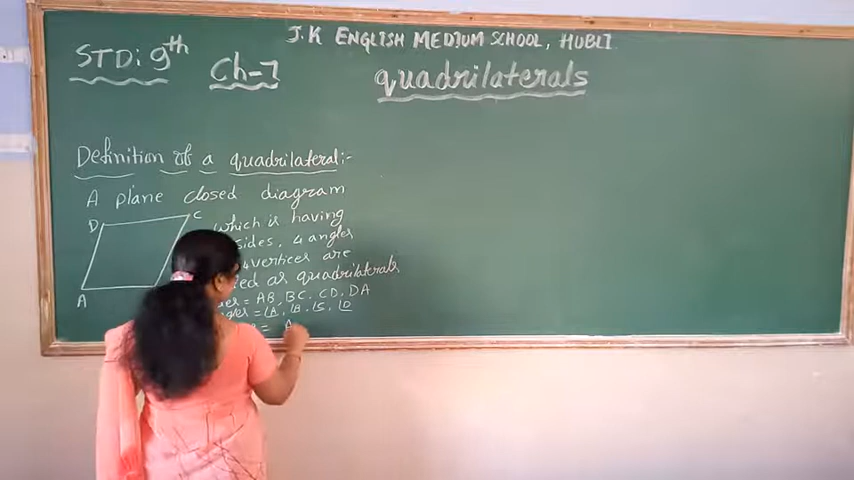 J.K ENGLISH MEDIUM SCHOOL, HUBLI
STD: 9th
Ch-7
quadrilaterals
Definition of a quadrilateral:-
A plane closed diagram
which is having
sides, 4 angles
vertices are
as quadrilaterals
= AB, BC, CD, DA
= ∠A, ∠B, ∠C, ∠D
= A
D
C
A